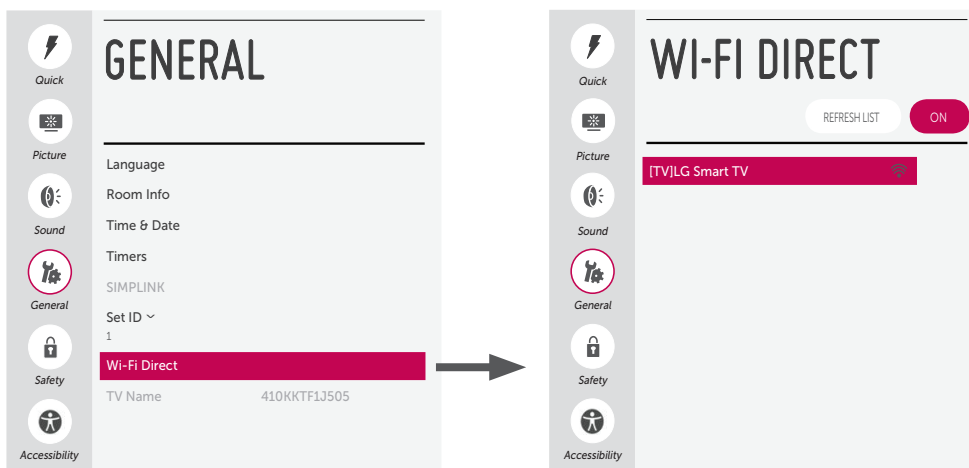 GENERAL
Quick
Picture
Sound
General
Safety
Accessibility
Language
Room Info
Time & Date
Timers
SIMPLINK
Set ID
1
Wi-Fi Direct
TV Name 410KKTF1J505
WI-FI DIRECT
REFRESH LIST ON
Quick
Picture
Sound
General
Safety
Accessibility
[TV]LG Smart TV